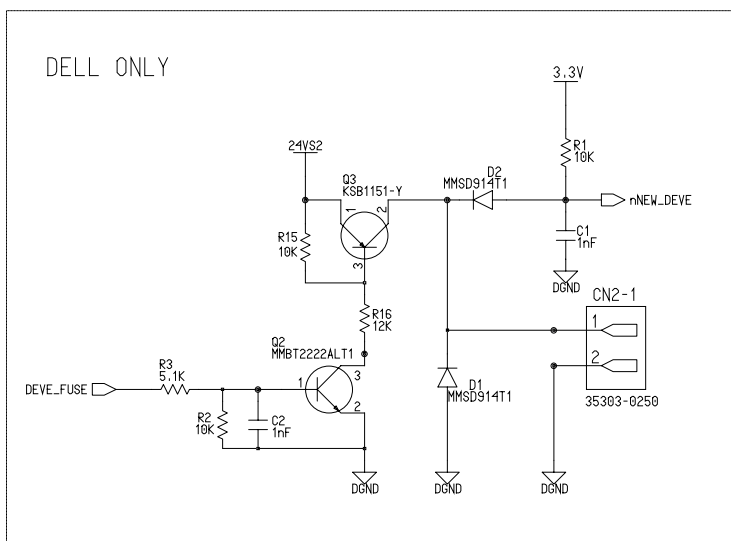 DELL ONLY
3.3V
R1
10K
24VS2
Q3
KSB1151-Y
D2
MMSD914T1
nNEW_DEVE
1
2
3
R15
10K
C1
1nF
DGND
CN2-1
1
2
35303-0250
R16
12K
Q2
MMBT2222ALT1
R3
5.1K
DEVE_FUSE
1
3
2
R2
10K
C2
1nF
D1
MMSD914T1
DGND
DGND
DGND